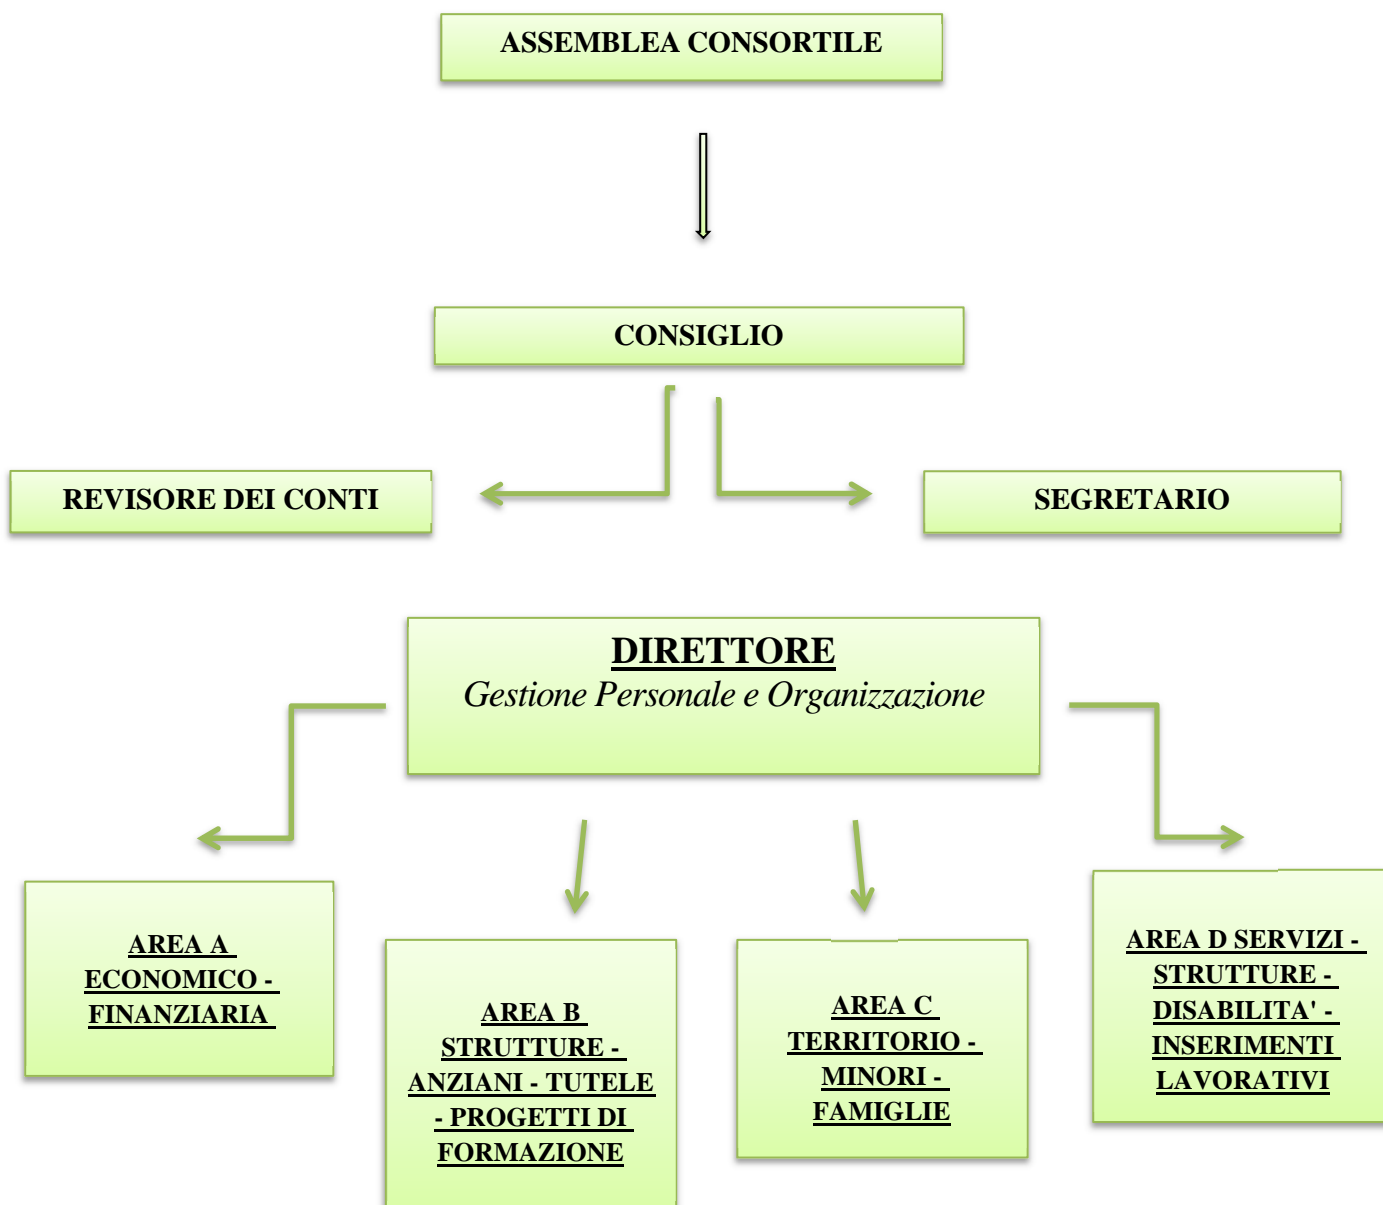 ASSEMBLEA CONSORTILE
CONSIGLIO
REVISORE DEI CONTI
SEGRETARIO
DIRETTORE
Gestione Personale e Organizzazione
AREA A
ECONOMICO -
FINANZIARIA
AREA B
STRUTTURE -
ANZIANI - TUTELE
- PROGETTI DI
FORMAZIONE
AREA C
TERRITORIO -
MINORI -
FAMIGLIE
AREA D SERVIZI -
STRUTTURE -
DISABILITA' -
INSERIMENTI
LAVORATIVI